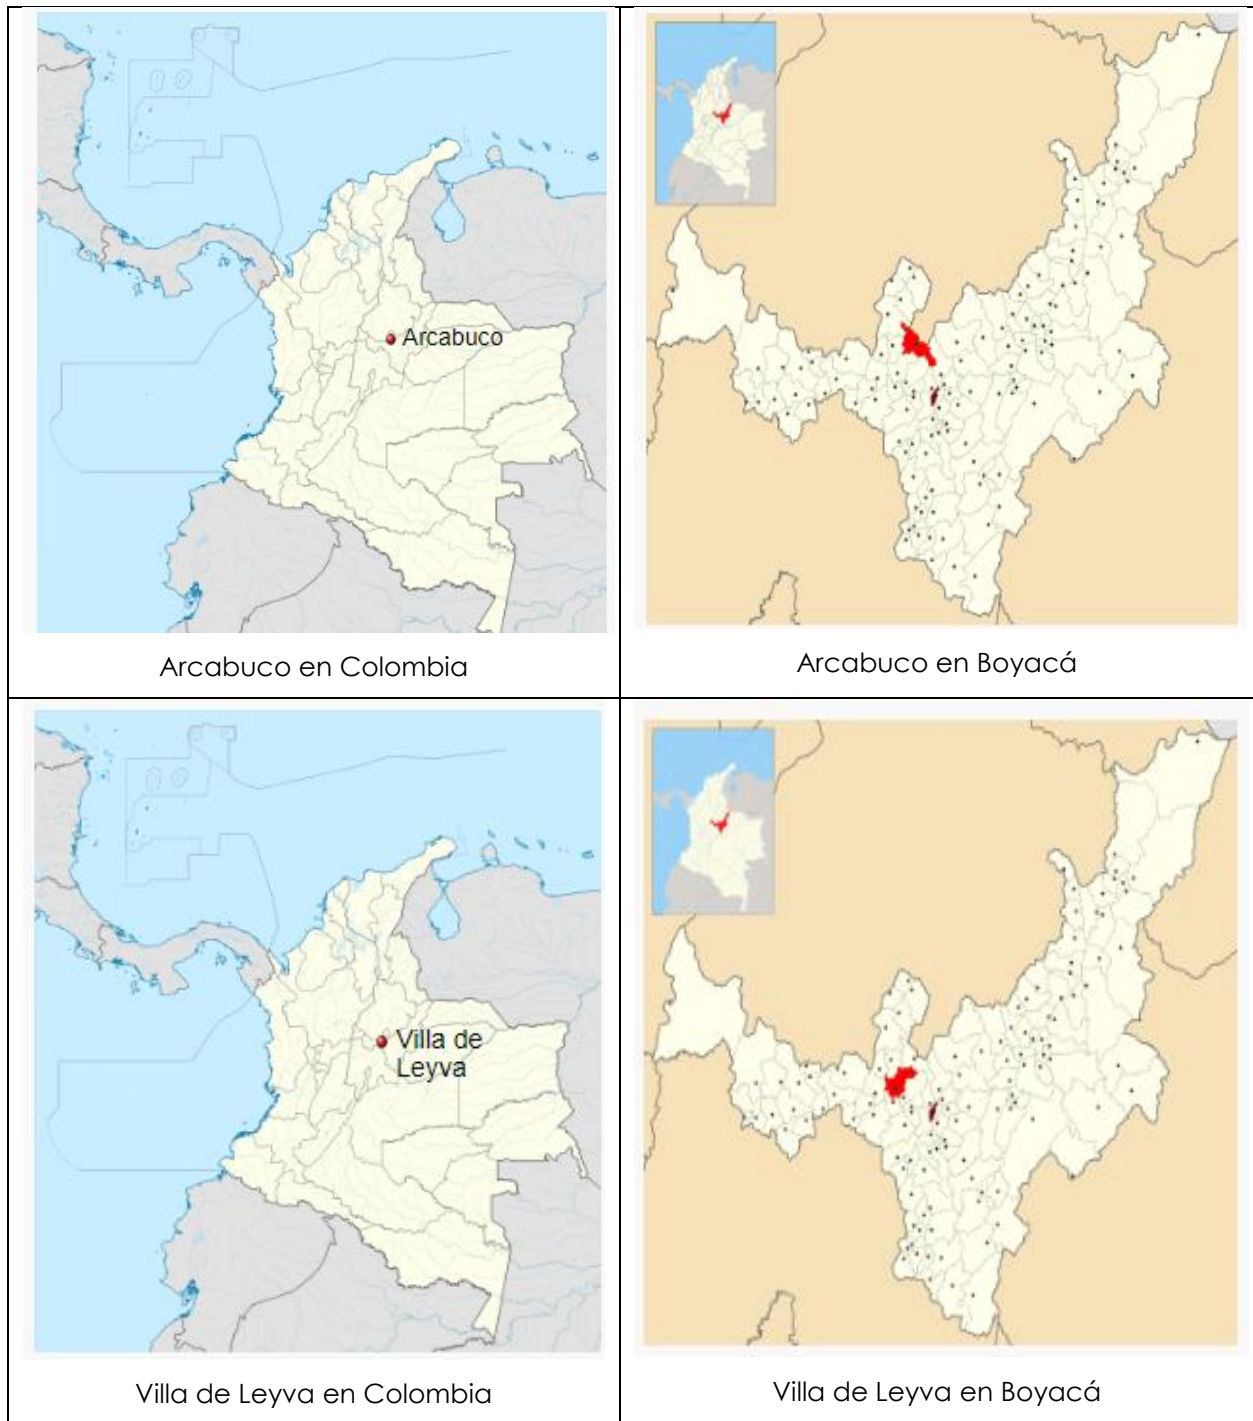 Arcabuco
Arcabuco en Colombia
Arcabuco en Boyacá
Villa de
Leyva
Villa de Leyva en Colombia
Villa de Leyva en Boyacá